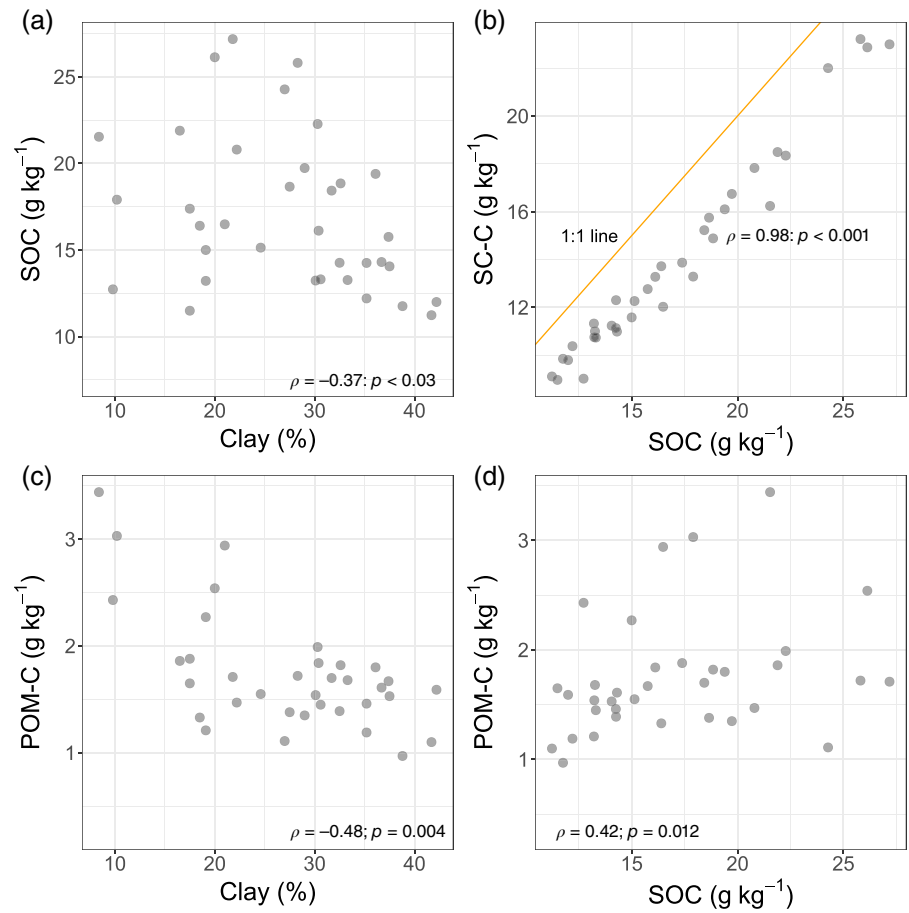 (a)
SOC (g kg⁻¹)
25
20
15
10
ρ = −0.37: p < 0.03
10 20 30 40
Clay (%)
(b)
SC-C (g kg⁻¹)
20
16
12
1:1 line
ρ = 0.98: p < 0.001
15 20 25
SOC (g kg⁻¹)
(c)
POM-C (g kg⁻¹)
3
2
1
ρ = −0.48; p = 0.004
10 20 30 40
Clay (%)
(d)
POM-C (g kg⁻¹)
3
2
1
ρ = 0.42; p = 0.012
15 20 25
SOC (g kg⁻¹)